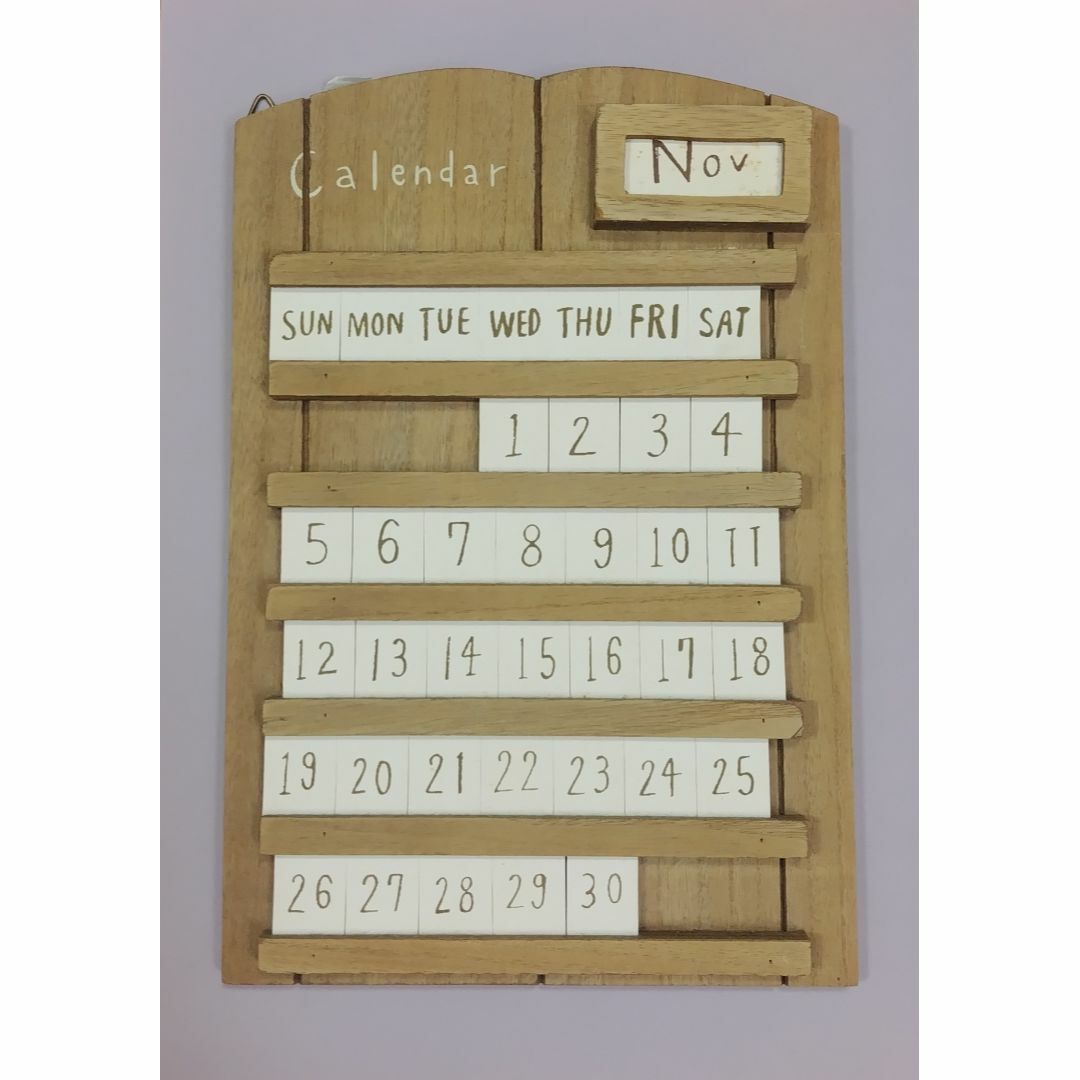 Calendar
Nov
SUN MON TUE WED THU FRI SAT
1 2 3 4
5 6 7 8 9 10 11
12 13 14 15 16 17 18
19 20 21 22 23 24 25
26 27 28 29 30